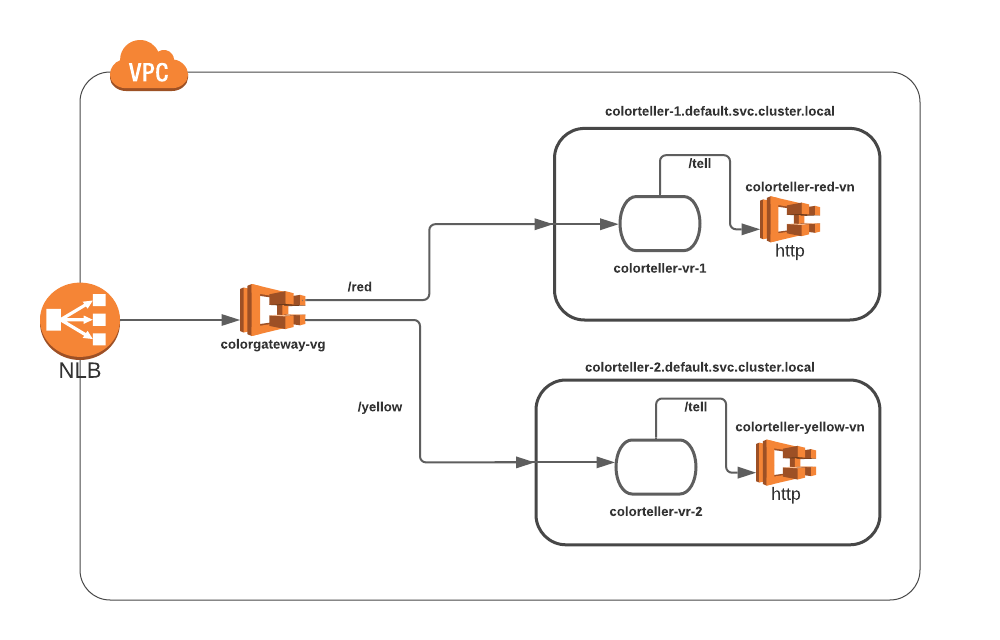 VPC
colorteller-1.default.svc.cluster.local
/tell
colorteller-red-vn
http
colorteller-vr-1
/red
NLB
colorgateway-vg
/yellow
colorteller-2.default.svc.cluster.local
/tell
colorteller-yellow-vn
http
colorteller-vr-2